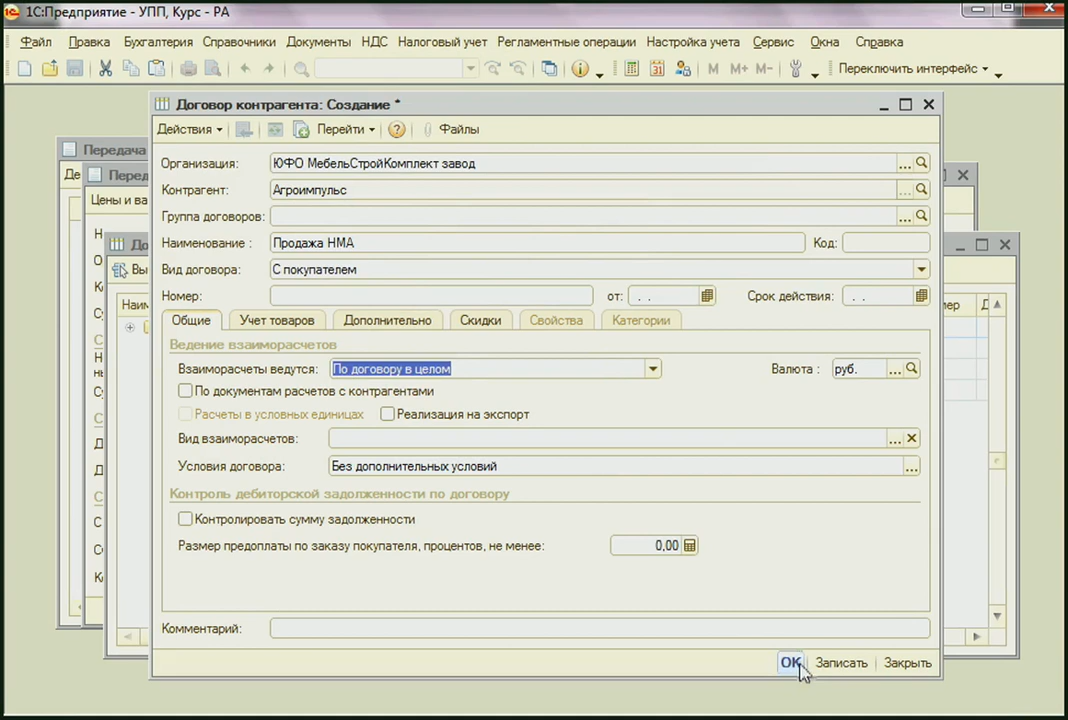 1С:Предприятие - УПП, Курс - РА
Файл Правка Бухгалтерия Справочники Документы НДС Налоговый учет Регламентные операции Настройка учета Сервис Окна Справка
M M+ M- Переключить интерфейс
Передача
Договор контрагента: Создание *
Действия Перейти Файлы
Организация: ЮФО МебельСтройКомплект завод
Контрагент: Агроимпульс
Цены и ва
Группа договоров:
Наименование : Продажа НМА Код:
Вид договора: С покупателем
Номер: от: . . Срок действия: . .
Общие Учет товаров Дополнительно Скидки Свойства Категории
Ведение взаиморасчетов
Взаиморасчеты ведутся: По договору в целом Валюта : руб.
По документам расчетов с контрагентами
Расчеты в условных единицах Реализация на экспорт
Вид взаиморасчетов:
Условия договора: Без дополнительных условий
Контроль дебиторской задолженности по договору
Контролировать сумму задолженности
Размер предоплаты по заказу покупателя, процентов, не менее: 0,00
Комментарий:
OK Записать Закрыть